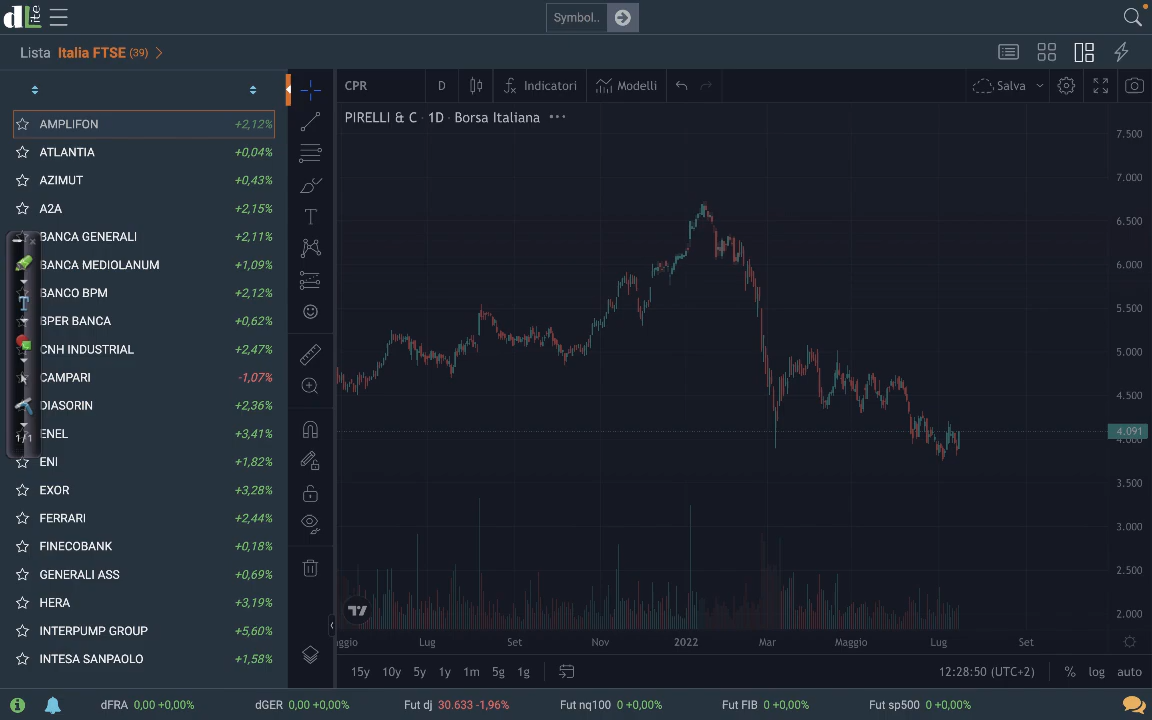 dLite
Symbol..
Lista Italia FTSE (39)
AMPLIFON +2,12%
ATLANTIA +0,04%
AZIMUT +0,43%
A2A +2,15%
BANCA GENERALI +2,11%
BANCA MEDIOLANUM +1,09%
BANCO BPM +2,12%
BPER BANCA +0,62%
CNH INDUSTRIAL +2,47%
CAMPARI -1,07%
DIASORIN +2,36%
ENEL +3,41%
ENI +1,82%
EXOR +3,28%
FERRARI +2,44%
FINECOBANK +0,18%
GENERALI ASS +0,69%
HERA +3,19%
INTERPUMP GROUP +5,60%
INTESA SANPAOLO +1,58%
1/1
CPR D Indicatori Modelli Salva
PIRELLI & C · 1D · Borsa Italiana
7.500
7.000
6.500
6.000
5.500
5.000
4.500
4.091
4.000
3.500
3.000
2.500
2.000
aggio Lug Set Nov 2022 Mar Maggio Lug Set
15y 10y 5y 1y 1m 5g 1g 12:28:50 (UTC+2) % log auto
dFRA 0,00 +0,00% dGER 0,00 +0,00% Fut dj 30.633 -1,96% Fut nq100 0 +0,00% Fut FIB 0 +0,00% Fut sp500 0 +0,00%